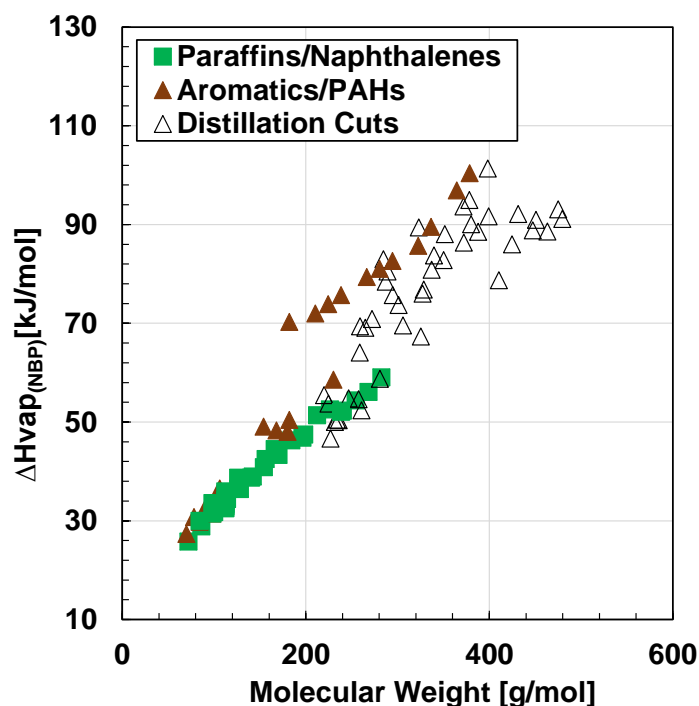 130
110
90
70
50
30
10
ΔHvap(NBP)[kJ/mol]
Paraffins/Naphthalenes
Aromatics/PAHs
Distillation Cuts
0 200 400 600
Molecular Weight [g/mol]